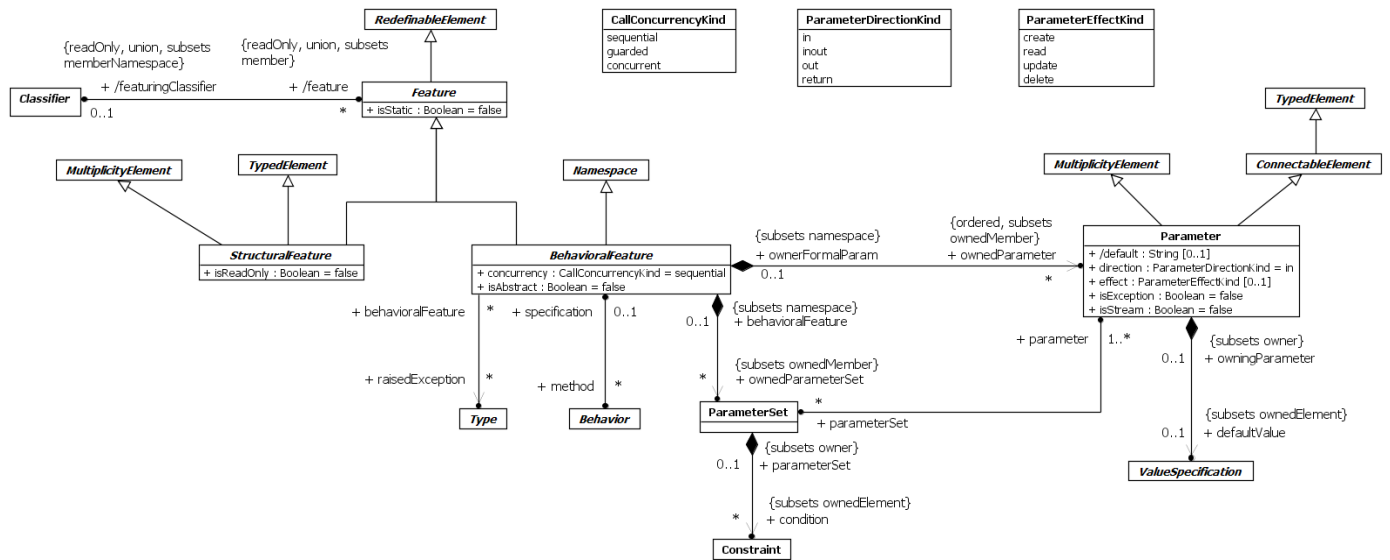 RedefinableElement
CallConcurrencyKind
sequential
guarded
concurrent
ParameterDirectionKind
in
inout
out
return
ParameterEffectKind
create
read
update
delete
{readOnly, union, subsets
memberNamespace}
+ /featuringClassifier
0..1
{readOnly, union, subsets
member}
+ /feature
*
Classifier
Feature
+ isStatic : Boolean = false
TypedElement
MultiplicityElement
TypedElement
Namespace
MultiplicityElement
ConnectableElement
StructuralFeature
+ isReadOnly : Boolean = false
BehavioralFeature
+ concurrency : CallConcurrencyKind = sequential
+ isAbstract : Boolean = false
{subsets namespace}
+ ownerFormalParam
0..1
{ordered, subsets
ownedMember}
+ ownedParameter
*
Parameter
+ /default : String [0..1]
+ direction : ParameterDirectionKind = in
+ effect : ParameterEffectKind [0..1]
+ isException : Boolean = false
+ isStream : Boolean = false
+ behavioralFeature
*
+ specification
0..1
{subsets namespace}
0..1
+ behavioralFeature
+ parameter
1..*
{subsets owner}
0..1
+ owningParameter
+ raisedException
*
+ method
*
{subsets ownedMember}
*
+ ownedParameterSet
Type
Behavior
ParameterSet
*
+ parameterSet
{subsets ownedElement}
0..1
+ defaultValue
{subsets owner}
0..1
+ parameterSet
ValueSpecification
{subsets ownedElement}
*
+ condition
Constraint